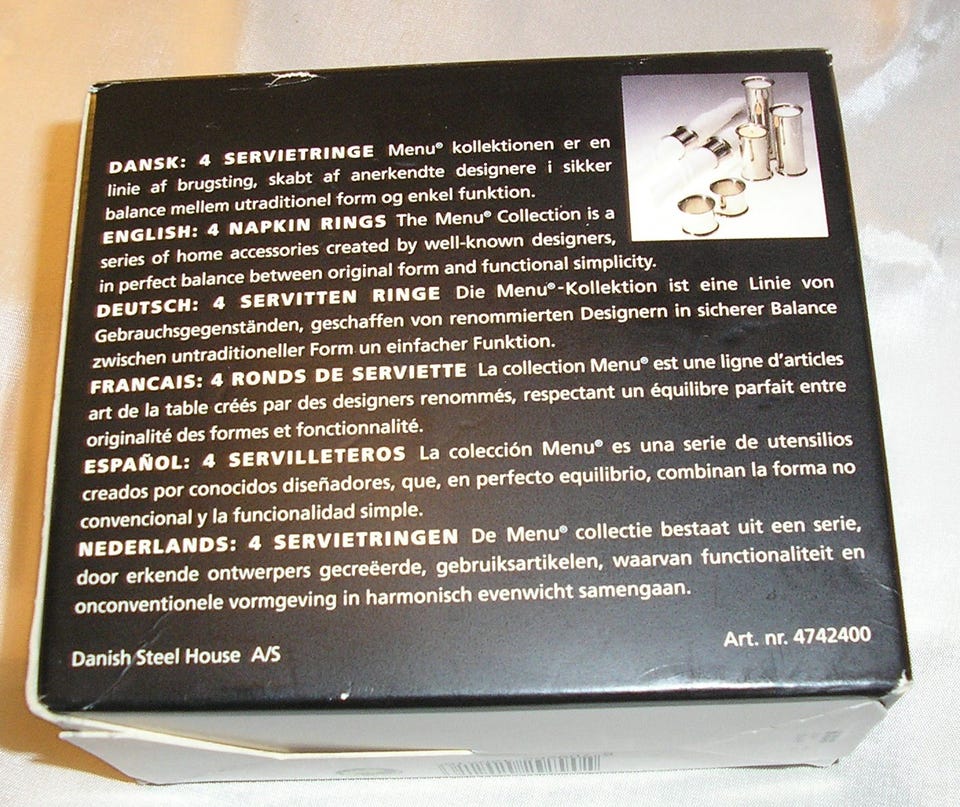 DANSK: 4 SERVIETRINGE Menu® kollektionen er en
linie af brugsting, skabt af anerkendte designere i sikker
balance mellem utraditionel form og enkel funktion.
ENGLISH: 4 NAPKIN RINGS The Menu® Collection is a
series of home accessories created by well-known designers,
in perfect balance between original form and functional simplicity.
DEUTSCH: 4 SERVITTEN RINGE Die Menu®-Kollektion ist eine Linie von
Gebrauchsgegenständen, geschaffen von renommierten Designern in sicherer Balance
zwischen untraditioneller Form un einfacher Funktion.
FRANCAIS: 4 RONDS DE SERVIETTE La collection Menu® est une ligne d'articles
art de la table créés par des designers renommés, respectant un équilibre parfait entre
originalité des formes et fonctionnalité.
ESPAÑOL: 4 SERVILLETEROS La colección Menu® es una serie de utensilios
creados por conocidos diseñadores, que, en perfecto equilibrio, combinan la forma no
convencional y la funcionalidad simple.
NEDERLANDS: 4 SERVIETRINGEN De Menu® collectie bestaat uit een serie,
door erkende ontwerpers gecreëerde, gebruiksartikelen, waarvan functionaliteit en
onconventionele vormgeving in harmonisch evenwicht samengaan.
Danish Steel House A/S
Art. nr. 4742400